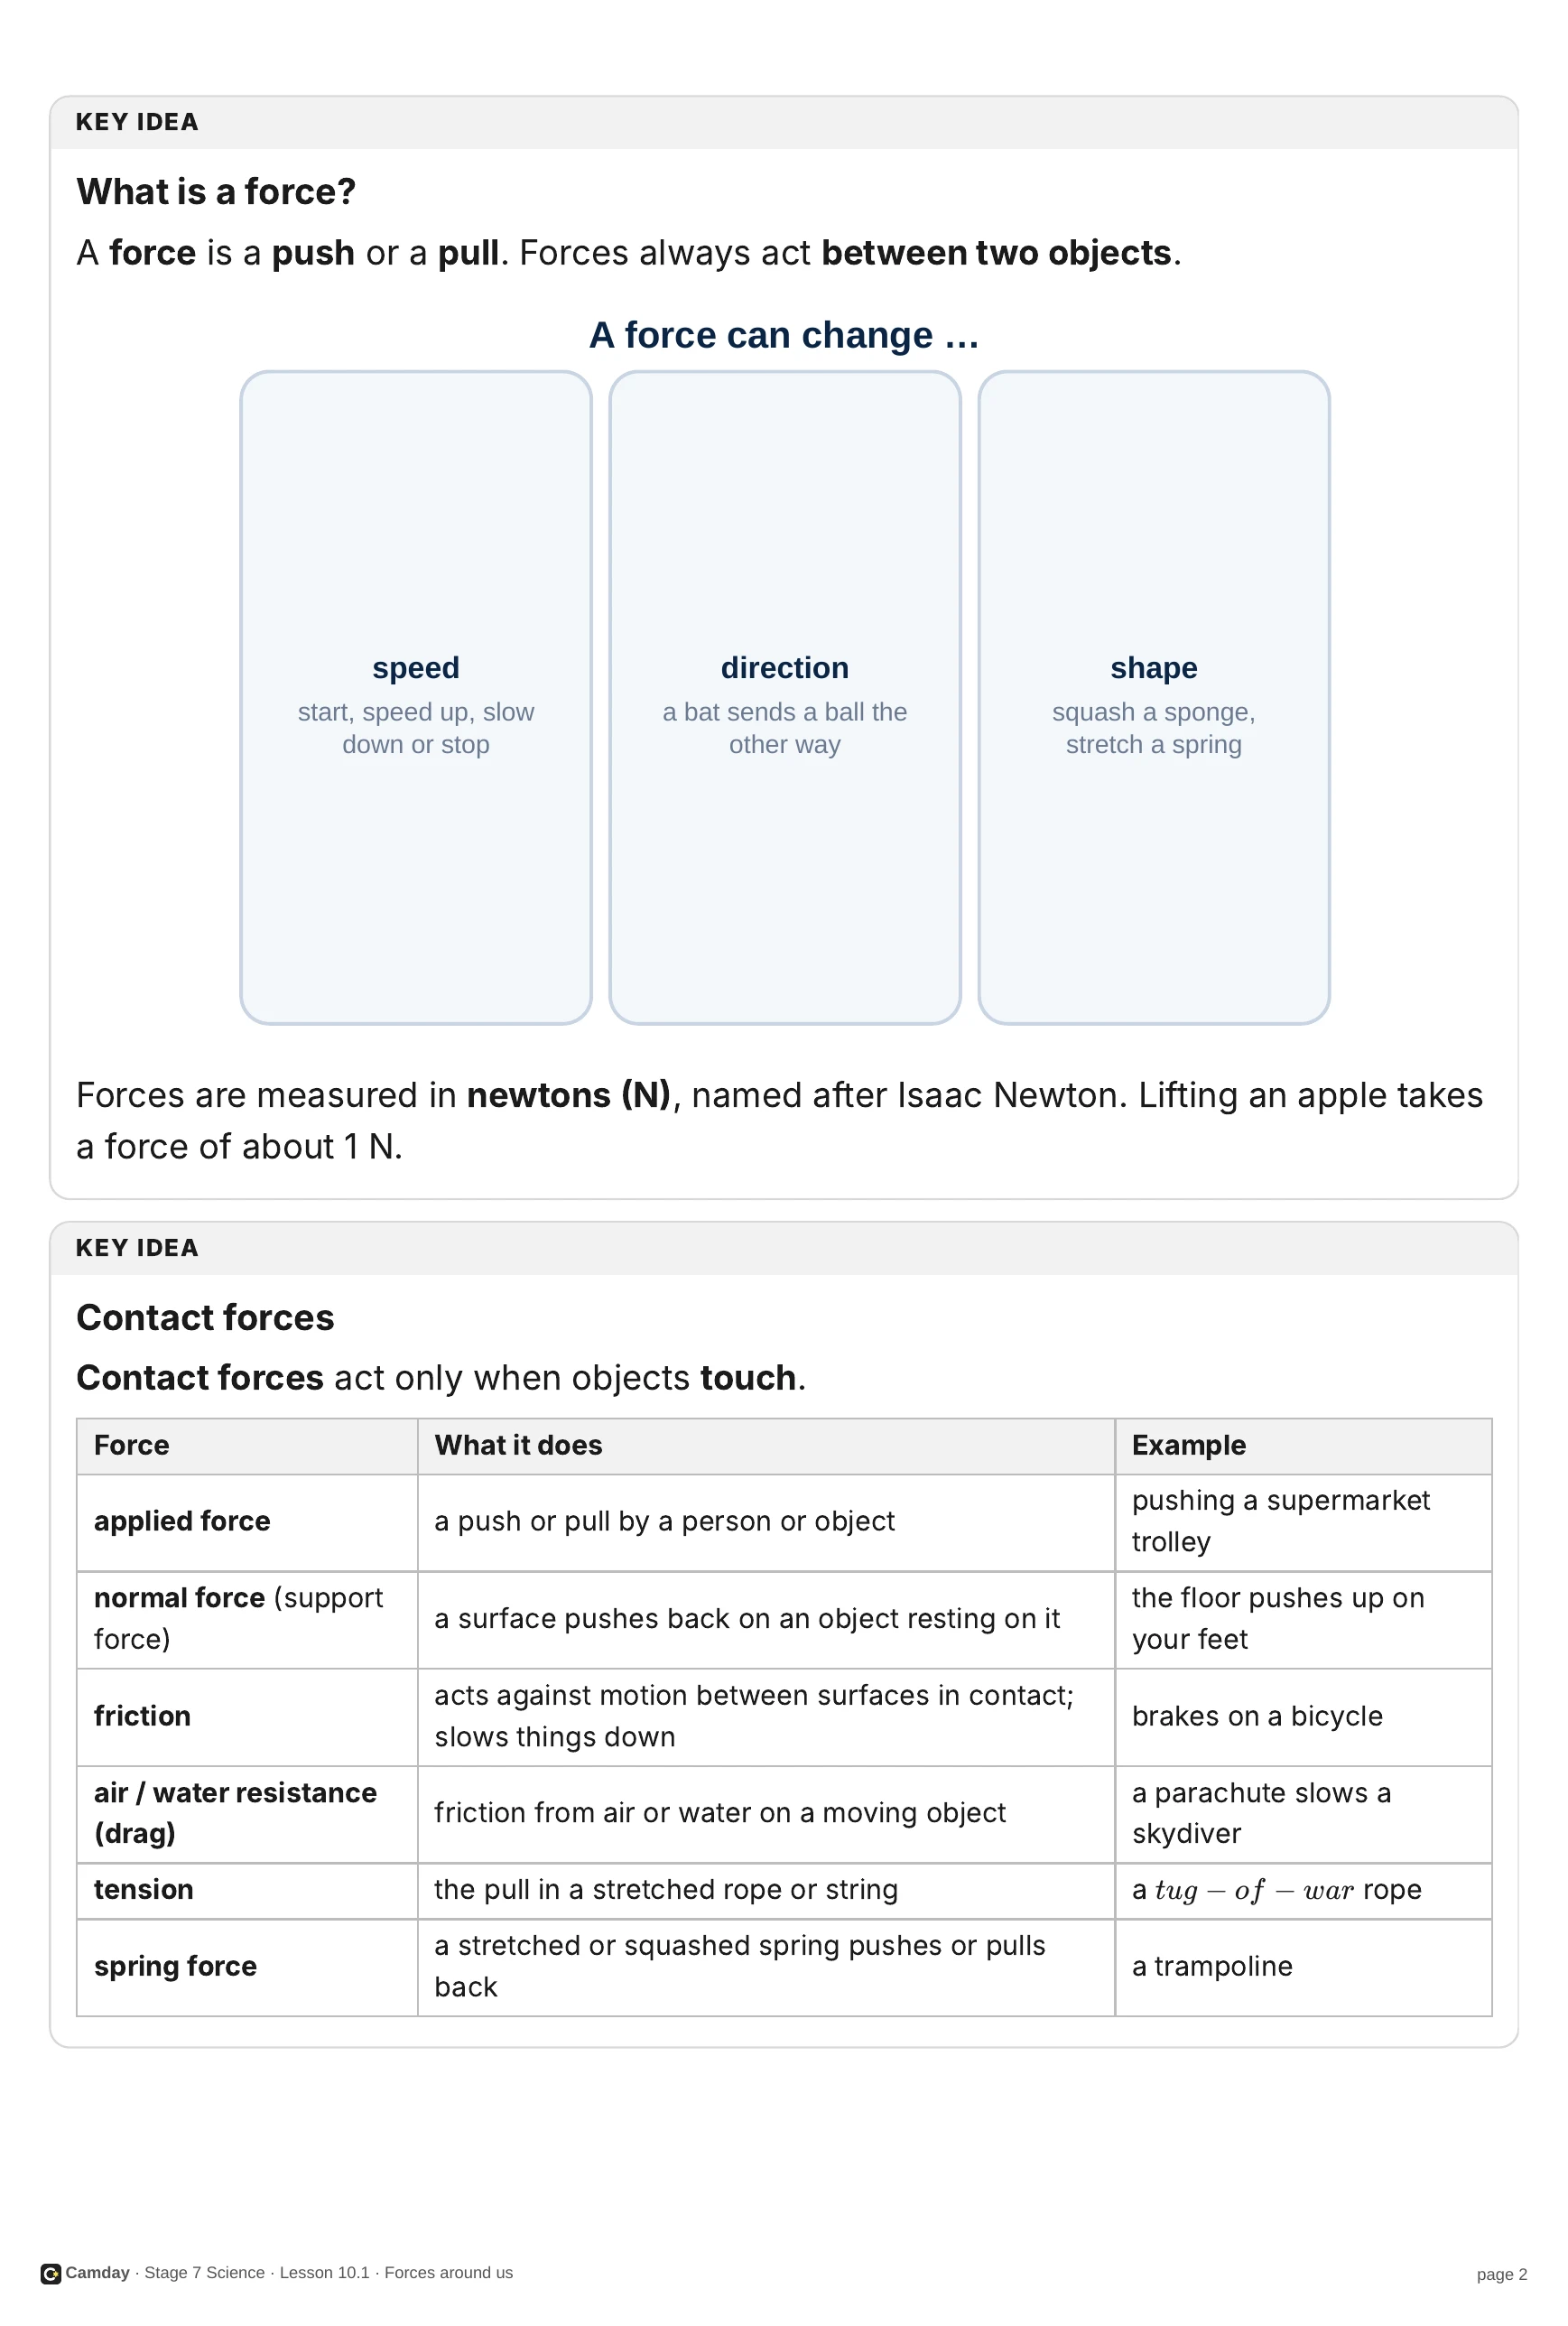 KEY IDEA
What is a force?
A force is a push or a pull. Forces always act between two objects.
A force can change ...
speed
start, speed up, slow
down or stop
direction
a bat sends a ball the
other way
shape
squash a sponge,
stretch a spring
Forces are measured in newtons (N), named after Isaac Newton. Lifting an apple takes
a force of about 1 N.
KEY IDEA
Contact forces
Contact forces act only when objects touch.
Force What it does Example
applied force a push or pull by a person or object pushing a supermarket
trolley
normal force (support
force) a surface pushes back on an object resting on it the floor pushes up on
your feet
friction acts against motion between surfaces in contact;
slows things down brakes on a bicycle
air / water resistance
(drag) friction from air or water on a moving object a parachute slows a
skydiver
tension the pull in a stretched rope or string a tug − of − war rope
spring force a stretched or squashed spring pushes or pulls
back a trampoline
Camday · Stage 7 Science · Lesson 10.1 · Forces around us
page 2